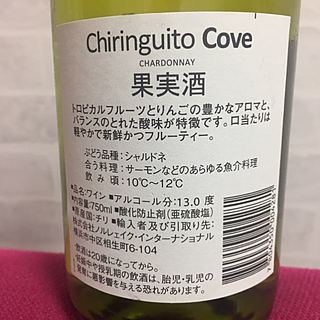 Chiringuito Cove
CHARDONNAY
果実酒
トロピカルフルーツとりんごの豊かなアロマと、
バランスのとれた酸味が特徴です。口当たりは
軽やかで新鮮かつフルーティー。
ぶどう品種:シャルドネ
合う料理:サーモンなどのあらゆる魚介料理
飲み頃:10℃~12℃
■品名:ワイン ■アルコール分:13.0度
■容量:750ml ■酸化防止剤(亜硫酸塩)
■原産国:チリ ■輸入者及び引取り先:
株式会社ノルレェイク・インターナショナル
横浜市中区相生町6-104
飲酒は20歳になってから。
妊娠中や授乳期の飲酒は、胎児・乳児の
発育に悪影響を与える恐れがあります。